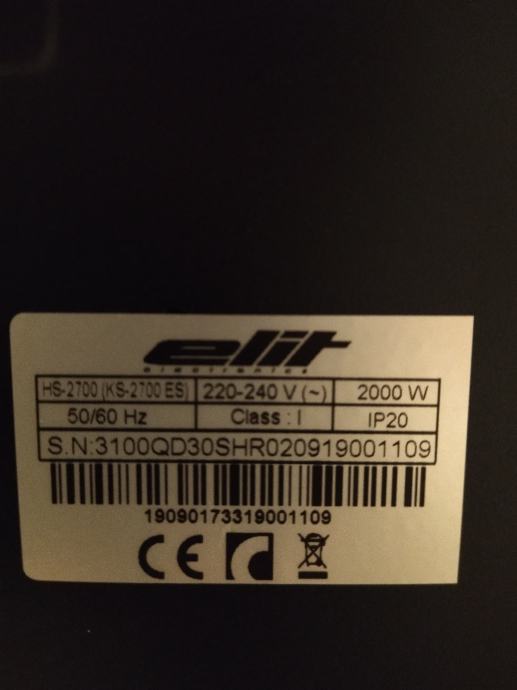 elit
electronics
HS-2700 (KS-2700 ES) 220-240 V (~) 2000 W
50/60 Hz Class : I IP20
S.N:3100QD30SHR020919001109
19090173319001109
CE